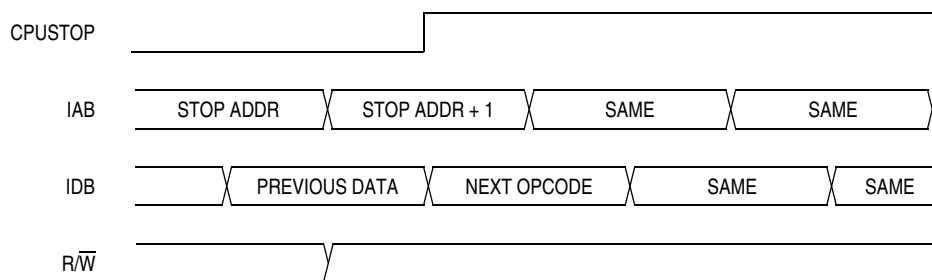 CPUSTOP
IAB STOP ADDR STOP ADDR + 1 SAME SAME
IDB PREVIOUS DATA NEXT OPCODE SAME SAME
R/W̅